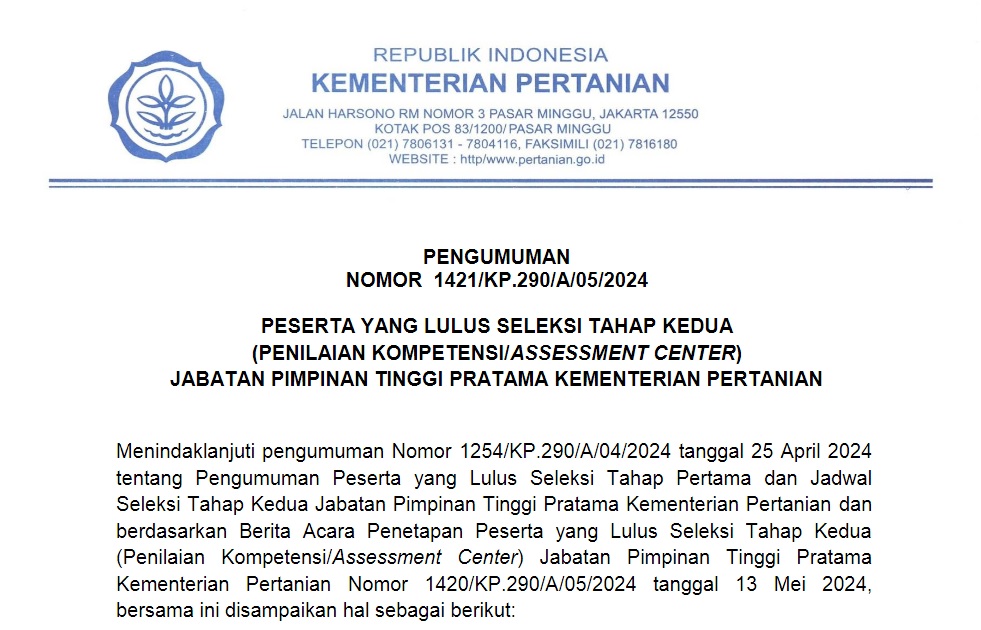 REPUBLIK INDONESIA
KEMENTERIAN PERTANIAN
JALAN HARSONO RM NOMOR 3 PASAR MINGGU, JAKARTA 12550
KOTAK POS 83/1200/ PASAR MINGGU
TELEPON (021) 7806131 - 7804116, FAKSIMILI (021) 7816180
WEBSITE : http/www.pertanian.go.id
PENGUMUMAN
NOMOR 1421/KP.290/A/05/2024
PESERTA YANG LULUS SELEKSI TAHAP KEDUA
(PENILAIAN KOMPETENSI/ASSESSMENT CENTER)
JABATAN PIMPINAN TINGGI PRATAMA KEMENTERIAN PERTANIAN
Menindaklanjuti pengumuman Nomor 1254/KP.290/A/04/2024 tanggal 25 April 2024
tentang Pengumuman Peserta yang Lulus Seleksi Tahap Pertama dan Jadwal
Seleksi Tahap Kedua Jabatan Pimpinan Tinggi Pratama Kementerian Pertanian dan
berdasarkan Berita Acara Penetapan Peserta yang Lulus Seleksi Tahap Kedua
(Penilaian Kompetensi/Assessment Center) Jabatan Pimpinan Tinggi Pratama
Kementerian Pertanian Nomor 1420/KP.290/A/05/2024 tanggal 13 Mei 2024,
bersama ini disampaikan hal sebagai berikut: